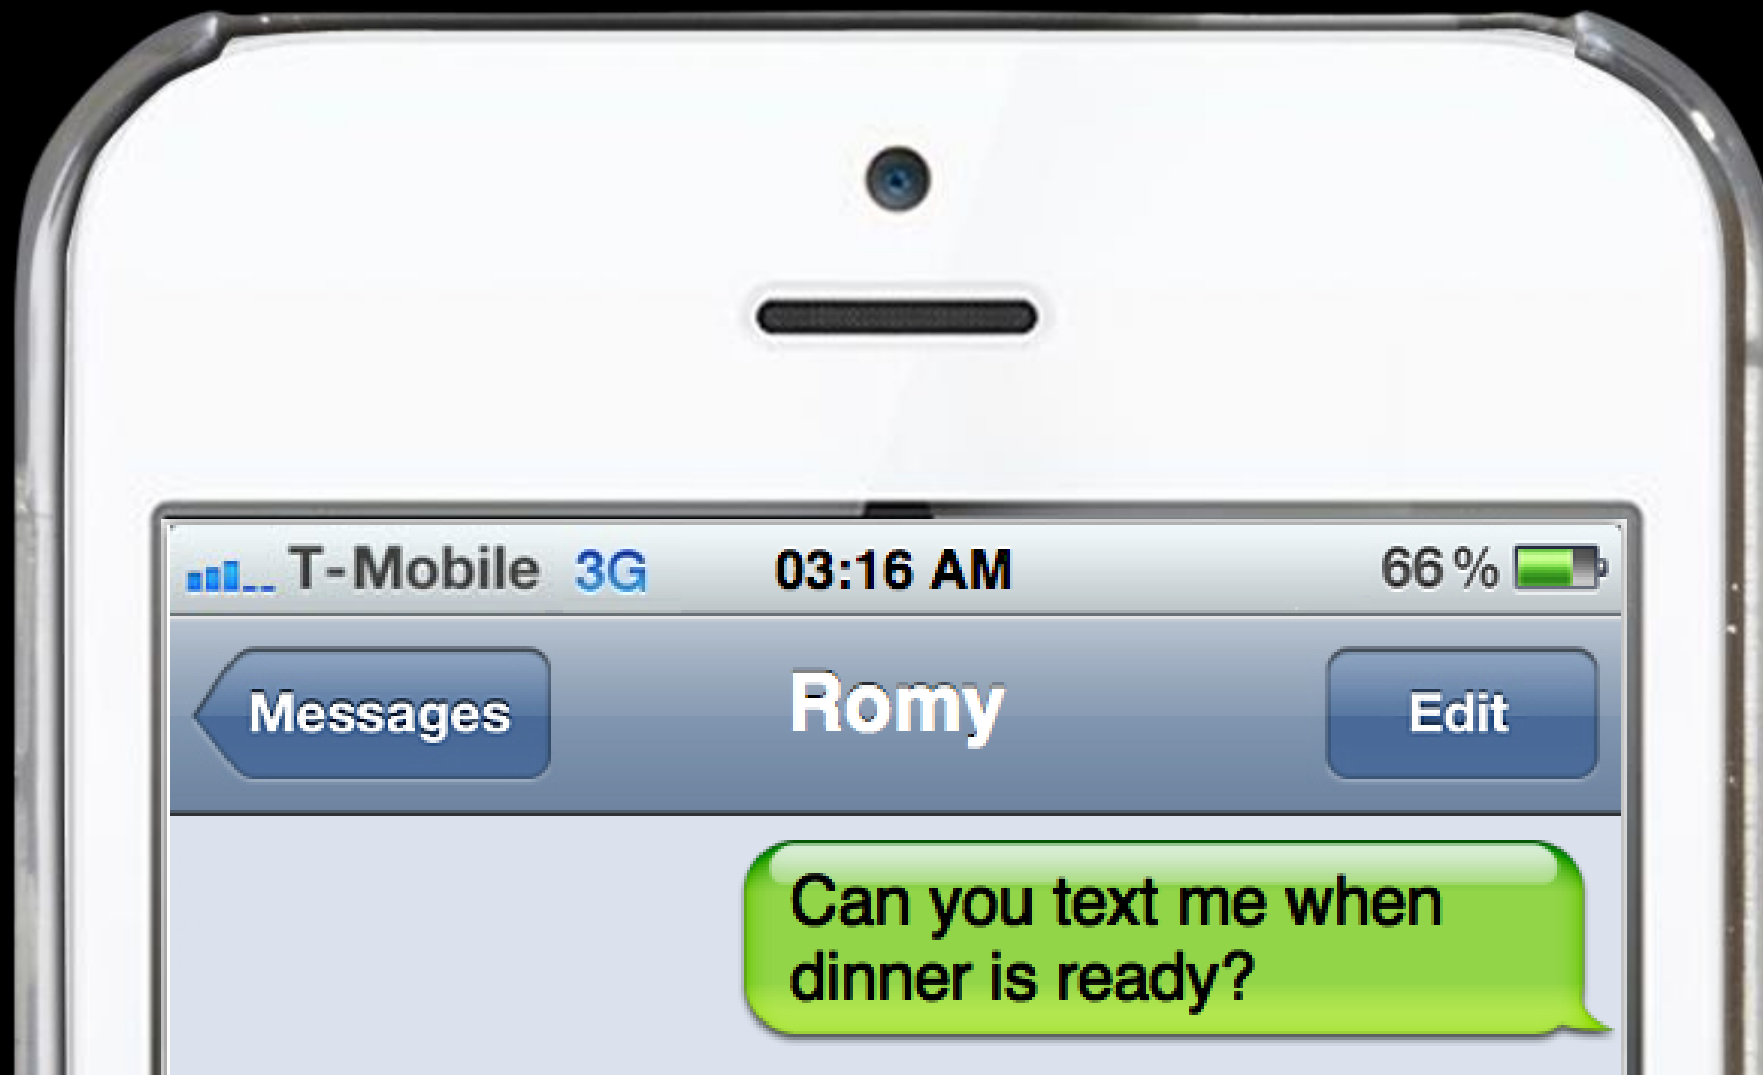 T-Mobile 3G 03:16 AM 66%
Messages Romy Edit
Can you text me when
dinner is ready?